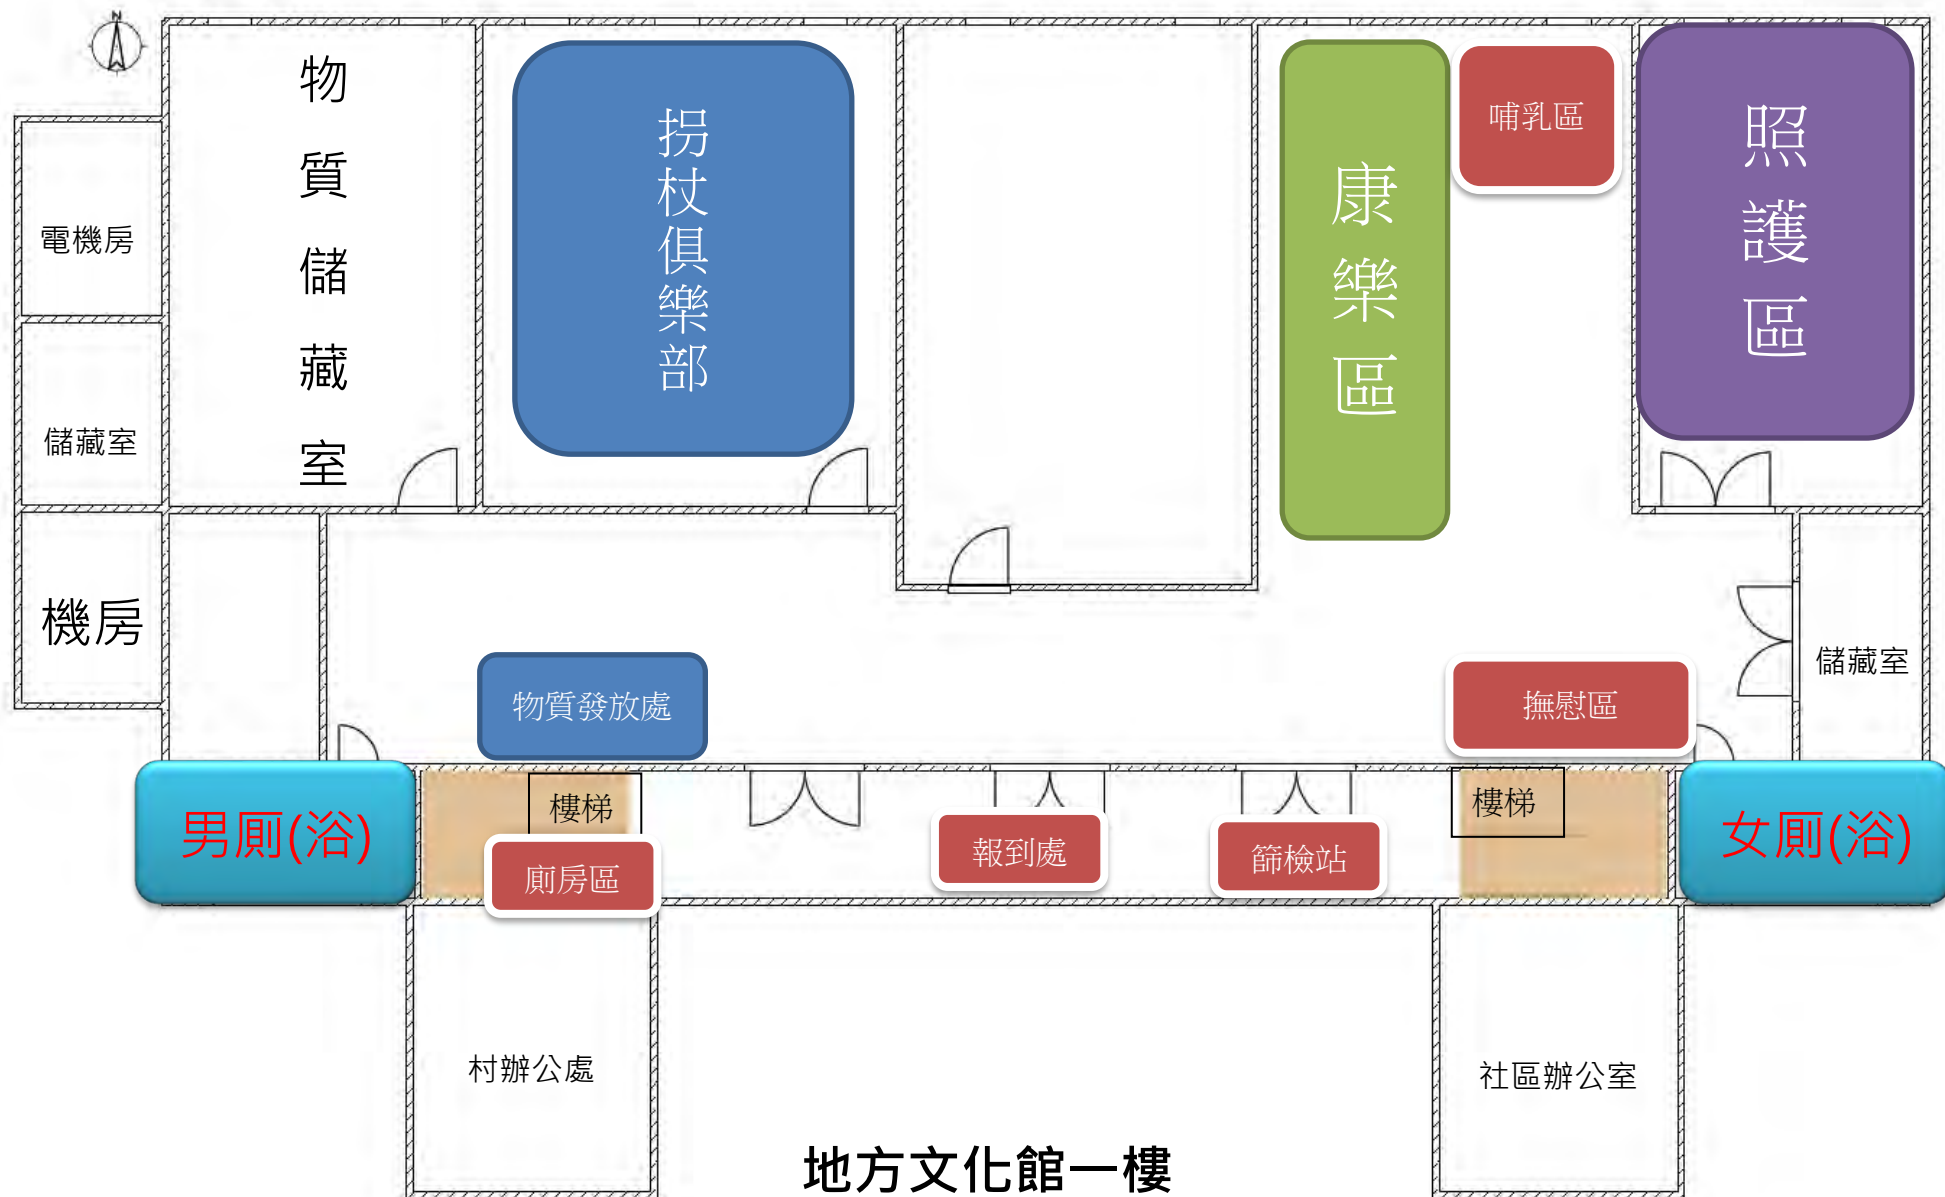 N
物質儲藏室
拐杖俱樂部
康樂區
哺乳區
照護區
電機房
儲藏室
機房
儲藏室
物質發放處
撫慰區
男厠(浴)
樓梯
廁房區
報到處
篩檢站
樓梯
女厠(浴)
村辦公處
社區辦公室
地方文化館一樓